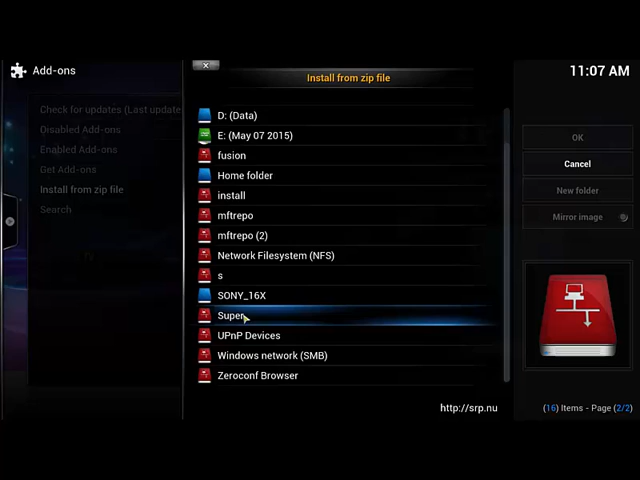 Add-ons
Install from zip file
11:07 AM
Check for updates (Last update
Disabled Add-ons
Enabled Add-ons
Get Add-ons
Install from zip file
Search
D: (Data)
E: (May 07 2015)
fusion
Home folder
install
mftrepo
mftrepo (2)
Network Filesystem (NFS)
s
SONY_16X
Super
UPnP Devices
Windows network (SMB)
Zeroconf Browser
OK
Cancel
New folder
Mirror image
http://srp.nu
(16) Items - Page (2/2)